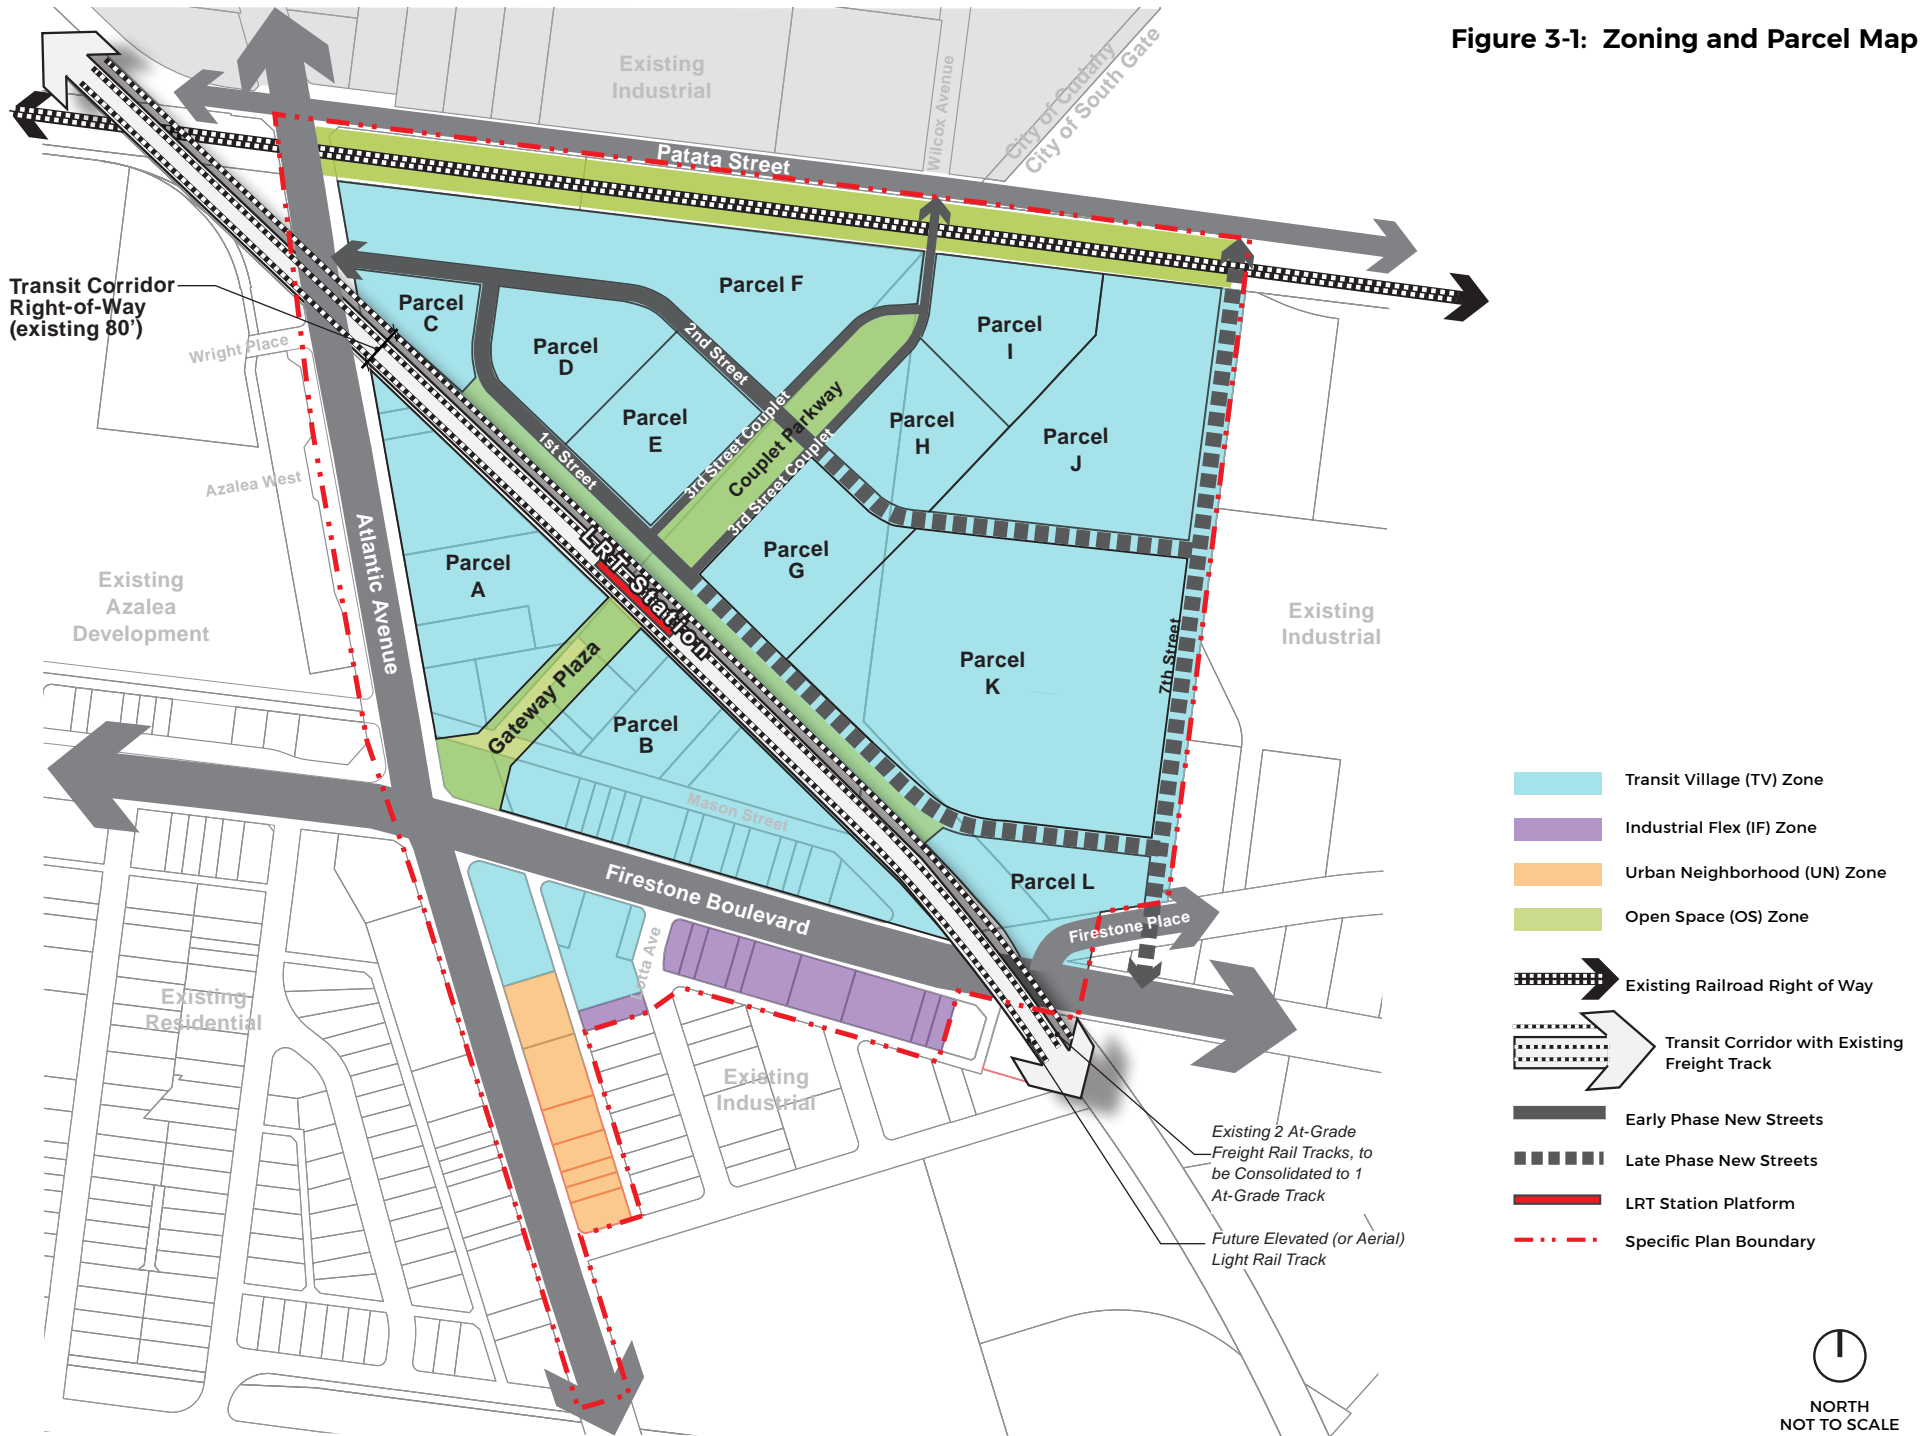 Figure 3-1:  Zoning and Parcel Map
Existing
Industrial
Wilcox Avenue
City of Cudahy
City of South Gate
Patata Street
Transit Corridor
Right-of-Way
(existing 80')
Wright Place
Azalea West
Existing
Azalea
Development
Atlantic Avenue
Parcel
C
Parcel
D
Parcel
E
Parcel F
2nd Street
1st Street
3rd Street Couplet
Couplet Parkway
3rd Street Couplet
Parcel
I
Parcel
H
Parcel
J
Parcel
G
Parcel
A
LRT Station
Gateway Plaza
Parcel
B
Parcel
K
7th Street
Existing
Industrial
Mason Street
Parcel L
Firestone Boulevard
Firestone Place
Otta Ave
Existing
Residential
Existing
Industrial
Existing 2 At-Grade
Freight Rail Tracks, to
be Consolidated to 1
At-Grade Track
Future Elevated (or Aerial)
Light Rail Track
Transit Village (TV) Zone
Industrial Flex (IF) Zone
Urban Neighborhood (UN) Zone
Open Space (OS) Zone
Existing Railroad Right of Way
Transit Corridor with Existing
Freight Track
Early Phase New Streets
Late Phase New Streets
LRT Station Platform
Specific Plan Boundary
NORTH
NOT TO SCALE